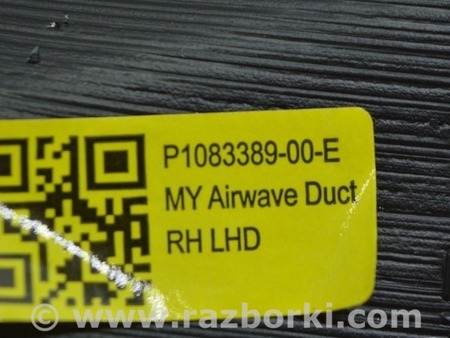 P1083389-00-E
MY Airwave Duct
RH LHD
© www.razborki.com